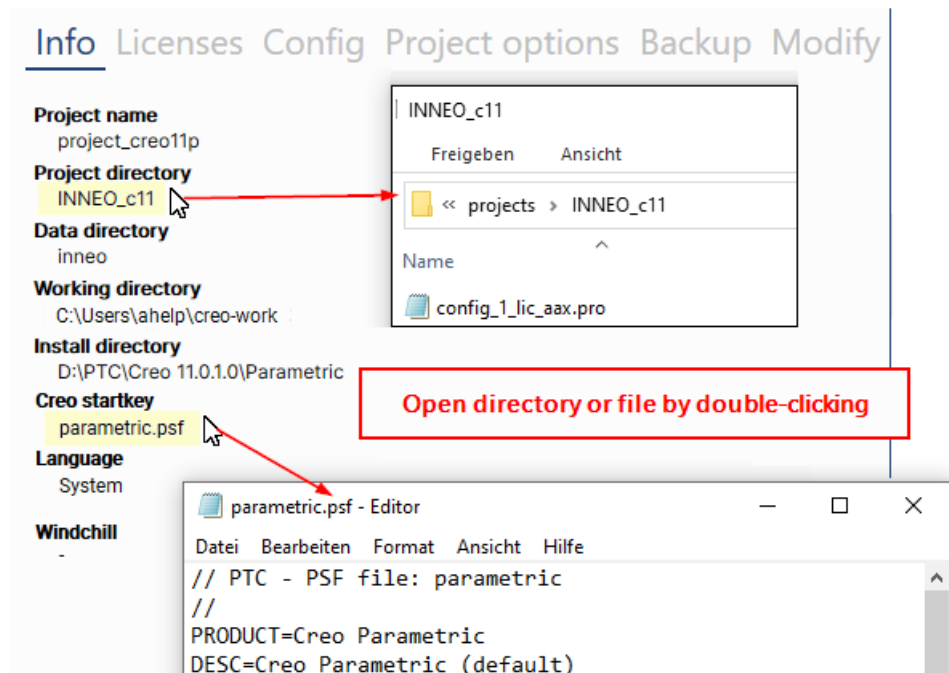 Info Licenses Config Project options Backup Modify
Project name
project_creo11p
Project directory
INNEO_c11
Data directory
inneo
Working directory
C:\Users\ahelp\creo-work
Install directory
D:\PTC\Creo 11.0.1.0\Parametric
Creo startkey
parametric.psf
Language
System
Windchill
-
INNEO_c11
Freigeben Ansicht
« projects > INNEO_c11
Name
config_1_lic_aax.pro
Open directory or file by double-clicking
parametric.psf - Editor
Datei Bearbeiten Format Ansicht Hilfe
// PTC - PSF file: parametric
//
PRODUCT=Creo Parametric
DESC=Creo Parametric (default)